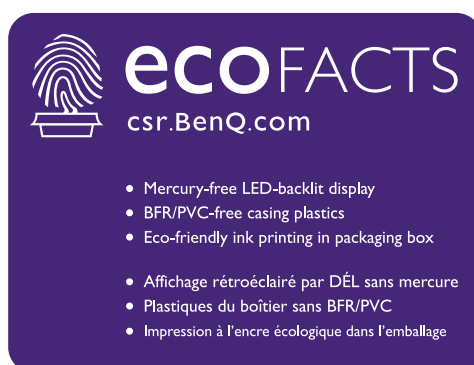 ecoFACTS
csr.BenQ.com
• Mercury-free LED-backlit display
• BFR/PVC-free casing plastics
• Eco-friendly ink printing in packaging box
• Affichage rétroéclairé par DÉL sans mercure
• Plastiques du boîtier sans BFR/PVC
• Impression à l'encre écologique dans l'emballage